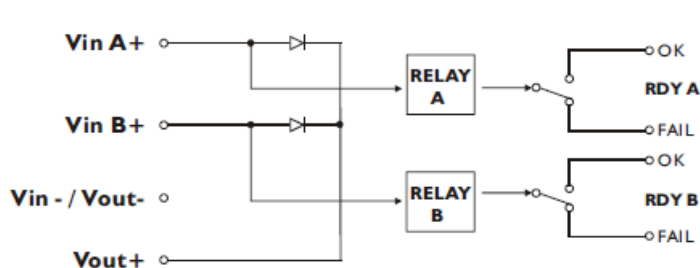 Vin A+
Vin B+
Vin - / Vout-
Vout+
RELAY
A
RELAY
B
OK
RDY A
FAIL
OK
RDY B
FAIL